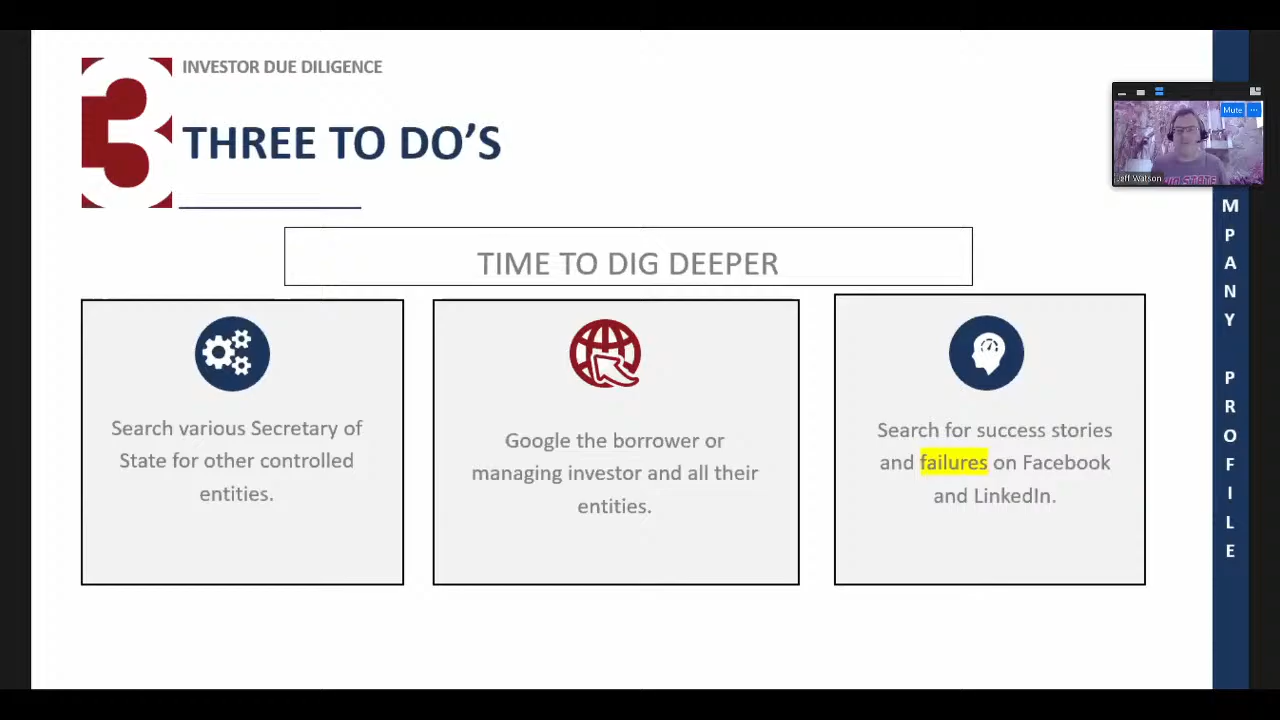 3
INVESTOR DUE DILIGENCE
THREE TO DO’S
TIME TO DIG DEEPER
Search various Secretary of
State for other controlled
entities.
Google the borrower or
managing investor and all their
entities.
Search for success stories
and failures on Facebook
and LinkedIn.
Mute
Jeff Watson
STATE
M
P
A
N
Y
P
R
O
F
I
L
E